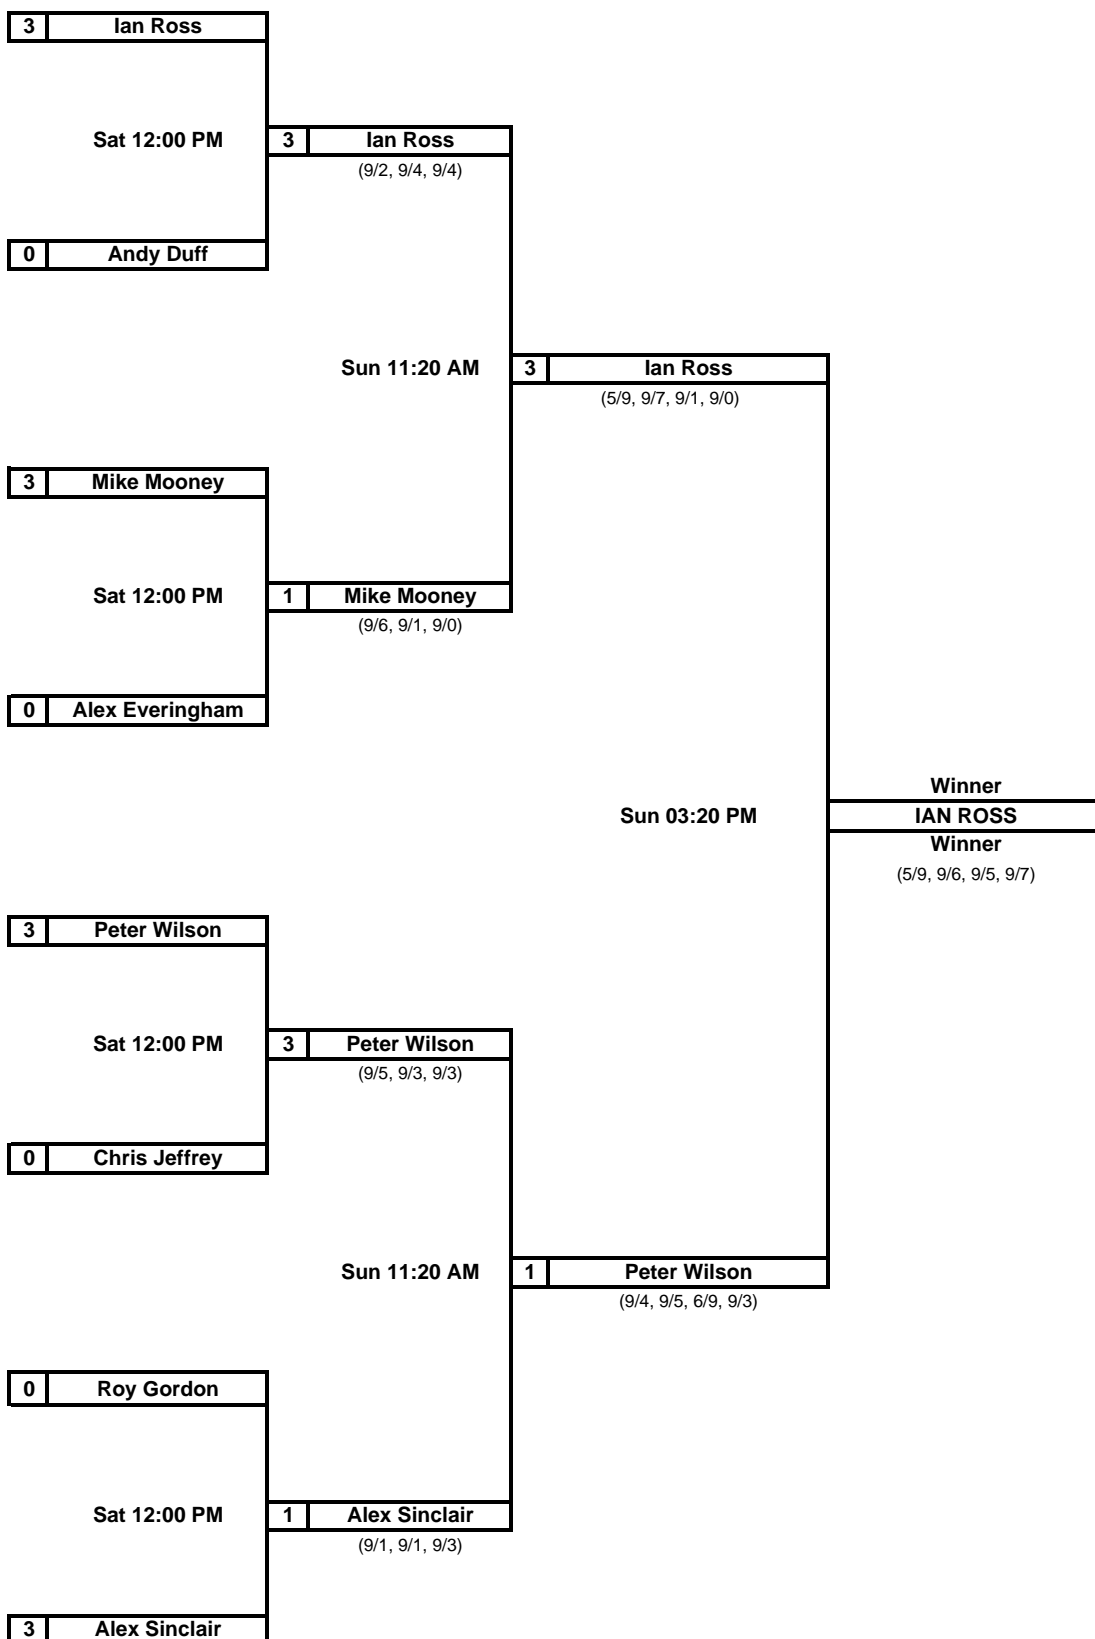 3 Ian Ross
Sat 12:00 PM 3 Ian Ross
(9/2, 9/4, 9/4)
0 Andy Duff
Sun 11:20 AM 3 Ian Ross
(5/9, 9/7, 9/1, 9/0)
3 Mike Mooney
Sat 12:00 PM 1 Mike Mooney
(9/6, 9/1, 9/0)
0 Alex Everingham
Winner
Sun 03:20 PM IAN ROSS
Winner
(5/9, 9/6, 9/5, 9/7)
3 Peter Wilson
Sat 12:00 PM 3 Peter Wilson
(9/5, 9/3, 9/3)
0 Chris Jeffrey
Sun 11:20 AM 1 Peter Wilson
(9/4, 9/5, 6/9, 9/3)
0 Roy Gordon
Sat 12:00 PM 1 Alex Sinclair
(9/1, 9/1, 9/3)
3 Alex Sinclair